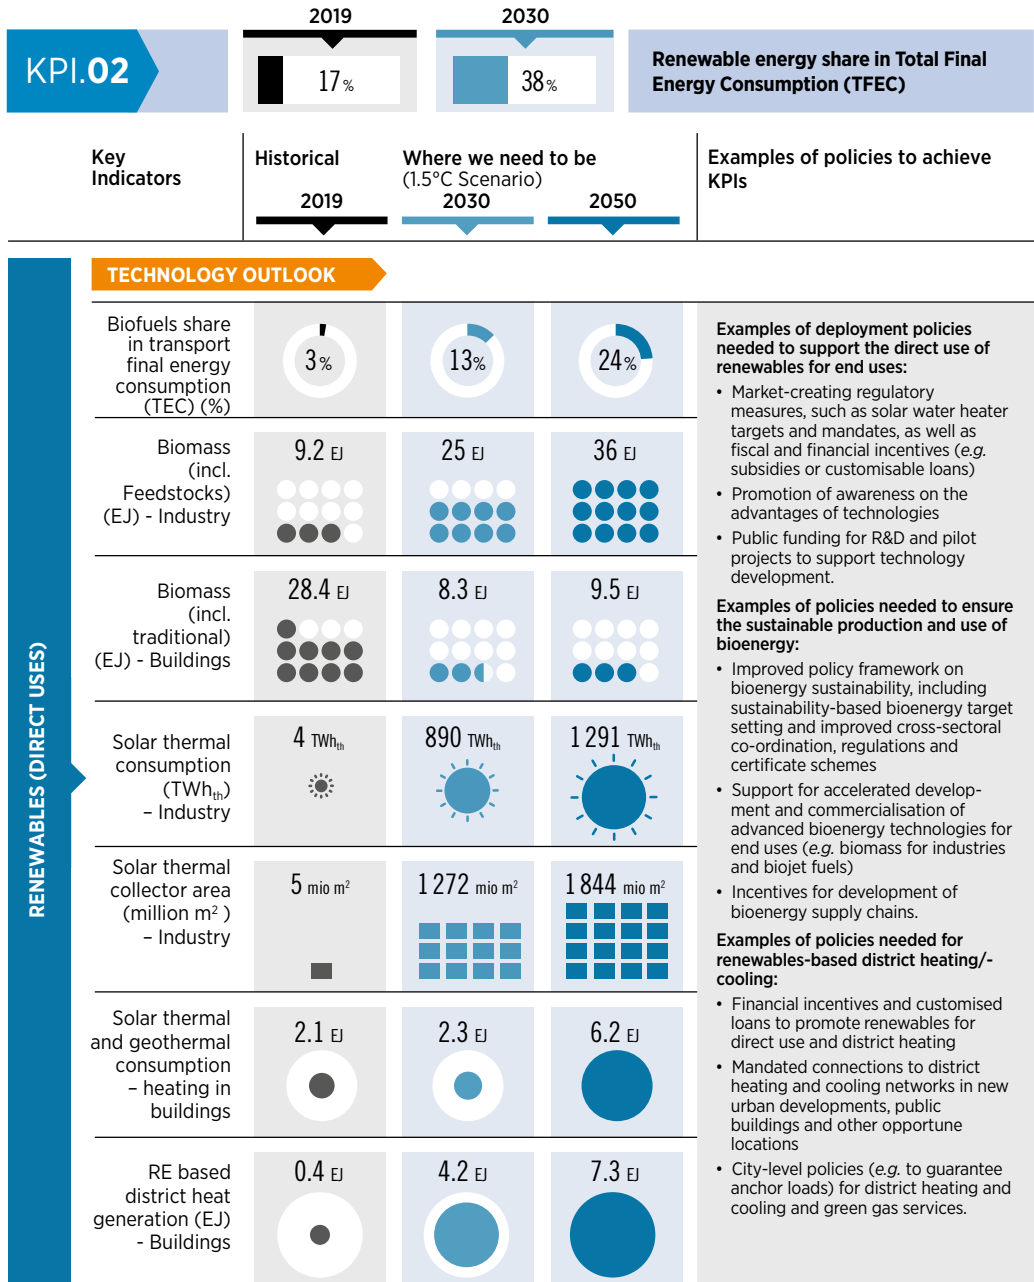 2019
2030
KPI.02
17%
38%
Renewable energy share in Total Final
Energy Consumption (TFEC)
Key
Indicators
Historical
Where we need to be
(1.5°C Scenario)
2019
2030
2050
Examples of policies to achieve
KPIs
RENEWABLES (DIRECT USES)
TECHNOLOGY OUTLOOK
Biofuels share
in transport
final energy
consumption
(TEC) (%)
3%
13%
24%
Biomass
(incl.
Feedstocks)
(EJ) - Industry
9.2 EJ
25 EJ
36 EJ
Biomass
(incl.
traditional)
(EJ) - Buildings
28.4 EJ
8.3 EJ
9.5 EJ
Solar thermal
consumption
(TWhth)
– Industry
4 TWhth
890 TWhth
1 291 TWhth
Solar thermal
collector area
(million m² )
– Industry
5 mio m²
1 272 mio m²
1 844 mio m²
Solar thermal
and geothermal
consumption
– heating in
buildings
2.1 EJ
2.3 EJ
6.2 EJ
RE based
district heat
generation (EJ)
- Buildings
0.4 EJ
4.2 EJ
7.3 EJ
Examples of deployment policies
needed to support the direct use of
renewables for end uses:
• Market-creating regulatory
measures, such as solar water heater
targets and mandates, as well as
fiscal and financial incentives (e.g.
subsidies or customisable loans)
• Promotion of awareness on the
advantages of technologies
• Public funding for R&D and pilot
projects to support technology
development.
Examples of policies needed to ensure
the sustainable production and use of
bioenergy:
• Improved policy framework on
bioenergy sustainability, including
sustainability-based bioenergy target
setting and improved cross-sectoral
co-ordination, regulations and
certificate schemes
• Support for accelerated develop-
ment and commercialisation of
advanced bioenergy technologies for
end uses (e.g. biomass for industries
and biojet fuels)
• Incentives for development of
bioenergy supply chains.
Examples of policies needed for
renewables-based district heating/-
cooling:
• Financial incentives and customised
loans to promote renewables for
direct use and district heating
• Mandated connections to district
heating and cooling networks in new
urban developments, public
buildings and other opportune
locations
• City-level policies (e.g. to guarantee
anchor loads) for district heating and
cooling and green gas services.